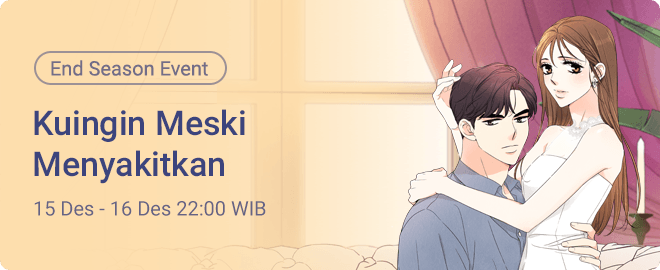 End Season Event
Kuingin Meski
Menyakitkan
15 Des - 16 Des 22:00 WIB